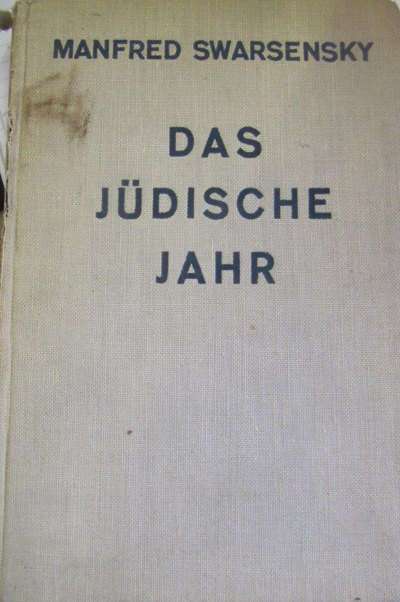 MANFRED SWARSENSKY
DAS
JÜDISCHE
JAHR